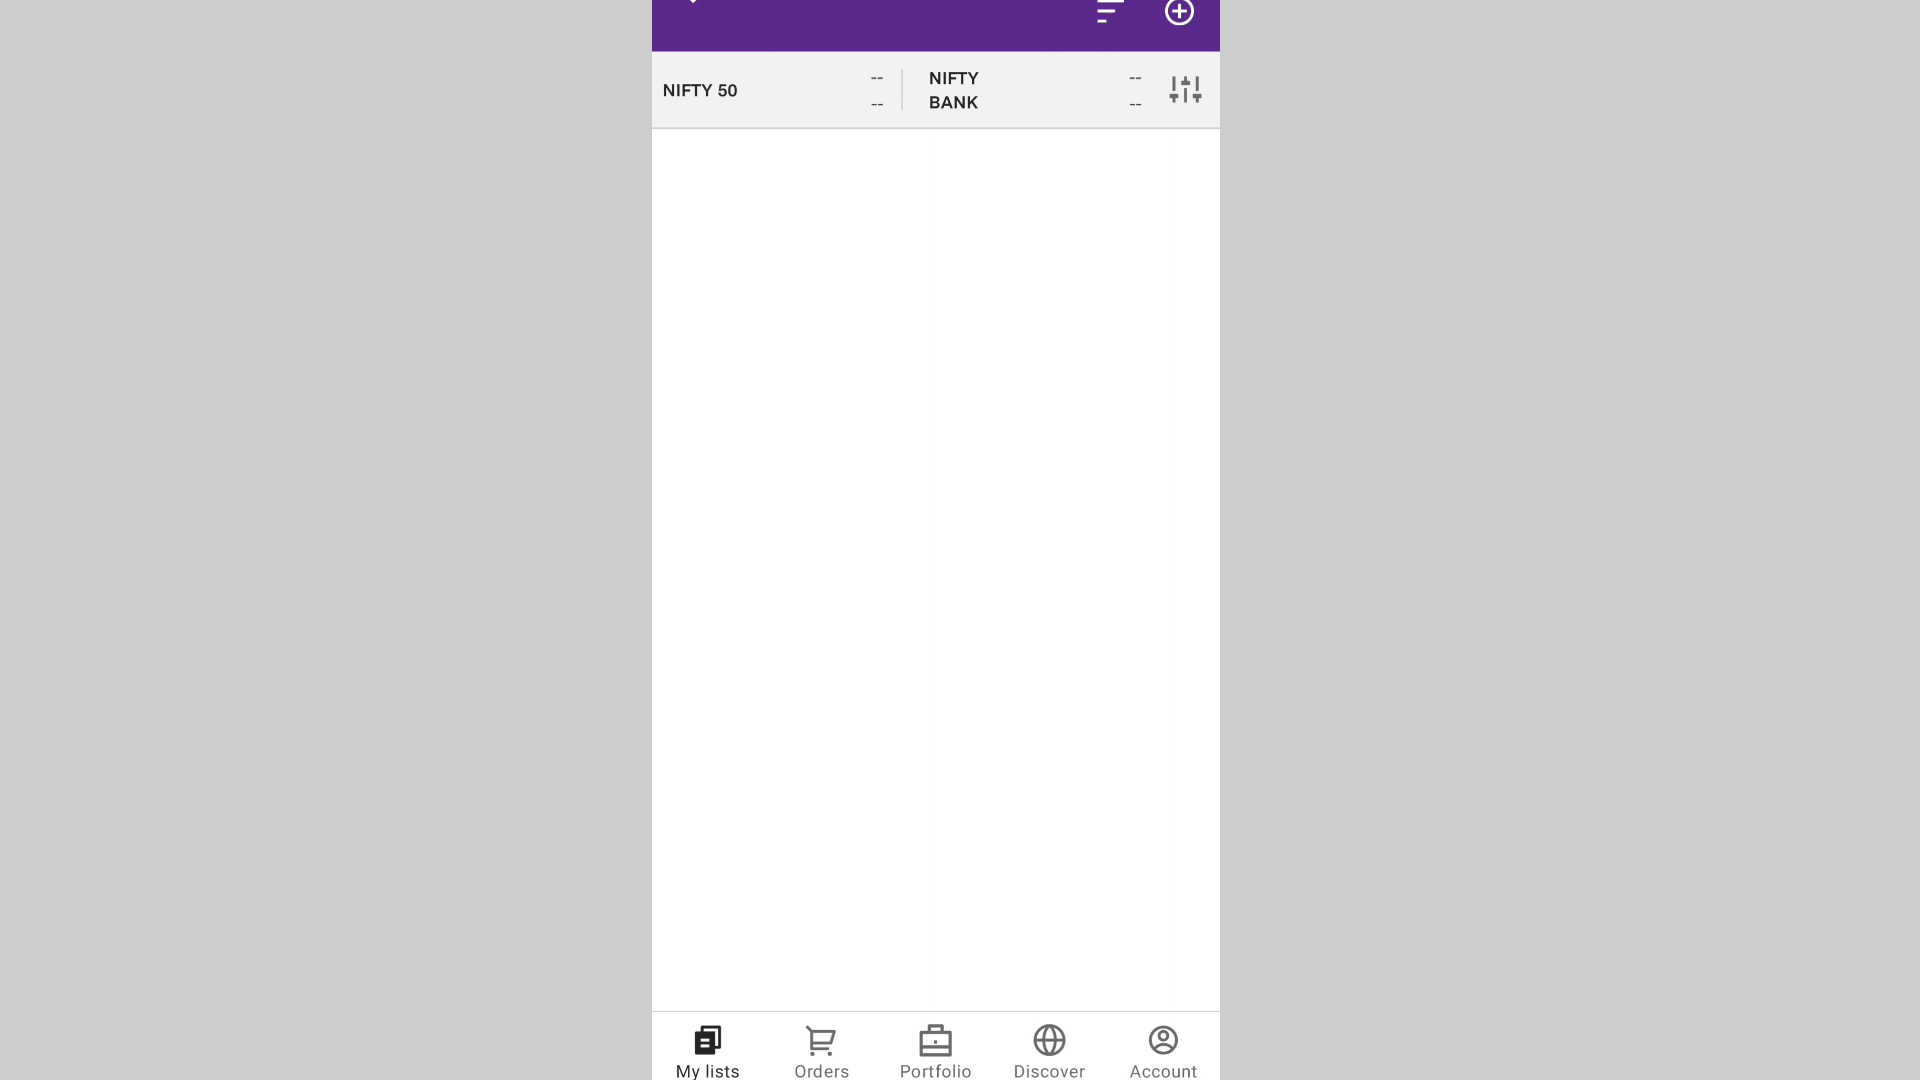 NIFTY 50
--
--
NIFTY
BANK
--
--
My lists
Orders
Portfolio
Discover
Account